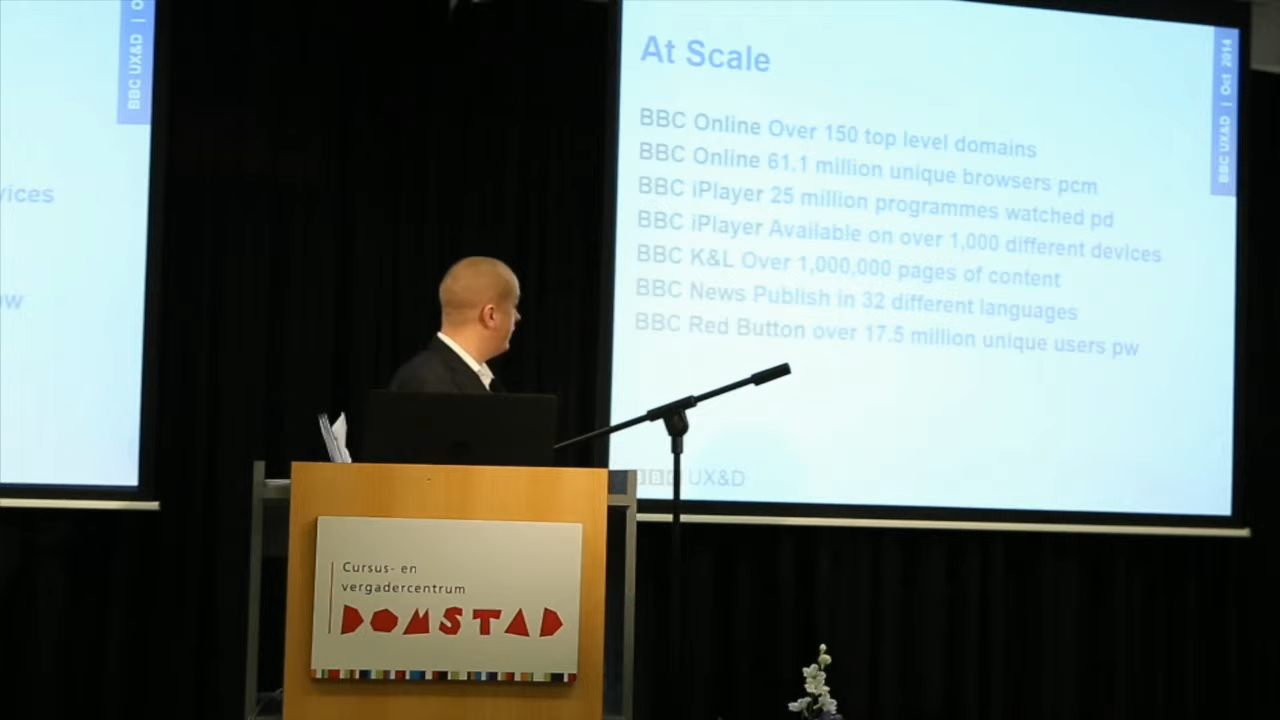 BBC UX&D | O
vices
At Scale
BBC Online Over 150 top level domains
BBC Online 61.1 million unique browsers pcm
BBC iPlayer 25 million programmes watched pd
BBC iPlayer Available on over 1,000 different devices
BBC K&L Over 1,000,000 pages of content
BBC News Publish in 32 different languages
BBC Red Button over 17.5 million unique users pw
BBC UX&D
BBC UX&D | Oct 2014
Cursus- en
vergadercentrum
DOMSTAD